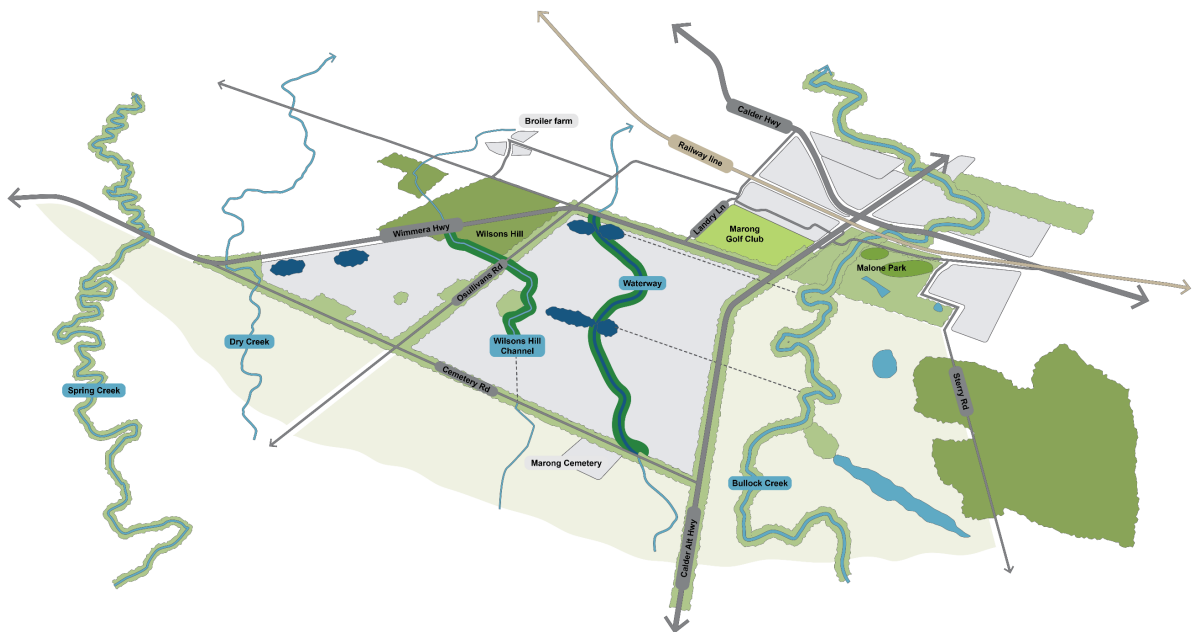 Broiler farm
Calder Hwy
Railway line
Landry Ln
Marong
Golf Club
Wimmera Hwy
Wilsons Hill
Malone Park
Osullivans Rd
Waterway
Dry Creek
Wilsons Hill
Channel
Cemetery Rd
Spring Creek
Sterry Rd
Marong Cemetery
Bullock Creek
Calder Alt Hwy